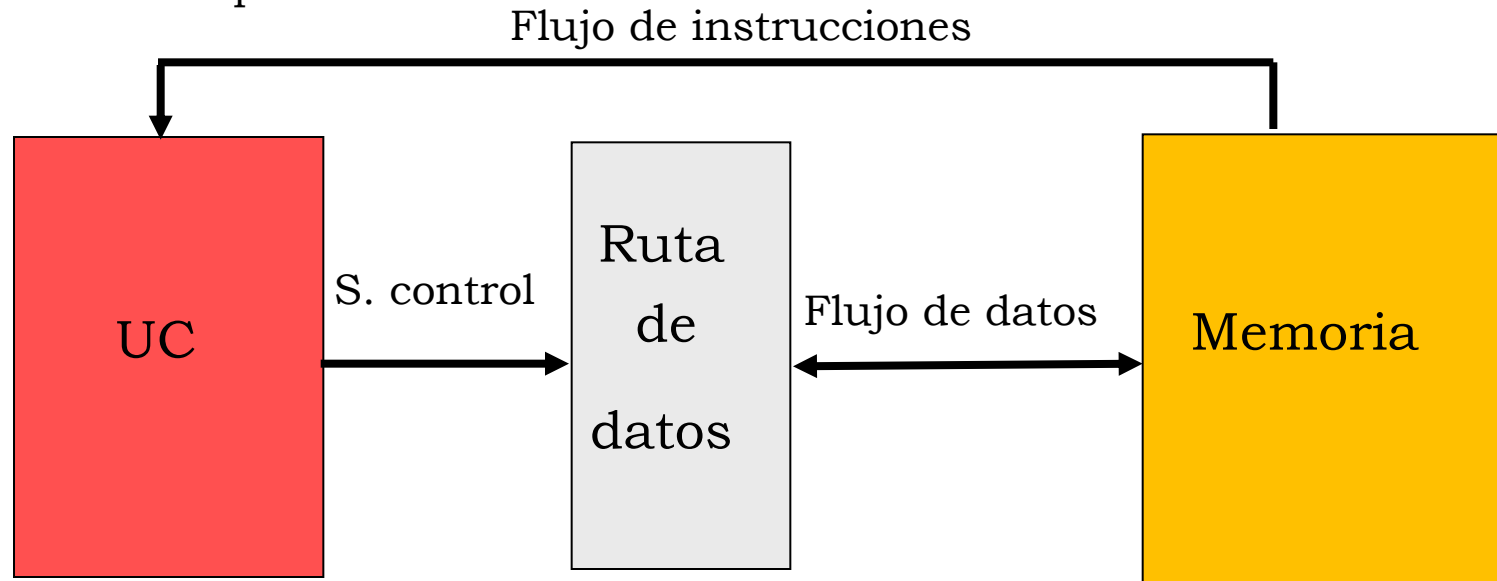 Flujo de instrucciones
UC
S. control
Ruta
de
datos
Flujo de datos
Memoria